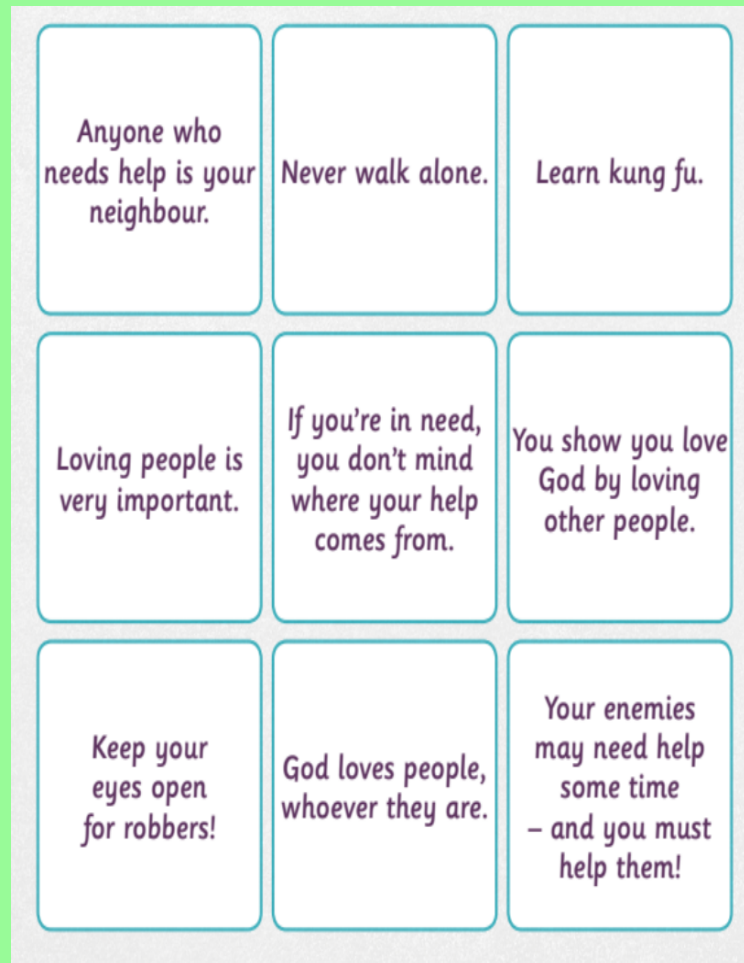 Anyone who
needs help is your
neighbour.
Never walk alone.
Learn kung fu.
Loving people is
very important.
If you’re in need,
you don’t mind
where your help
comes from.
You show you love
God by loving
other people.
Keep your
eyes open
for robbers!
God loves people,
whoever they are.
Your enemies
may need help
some time
– and you must
help them!